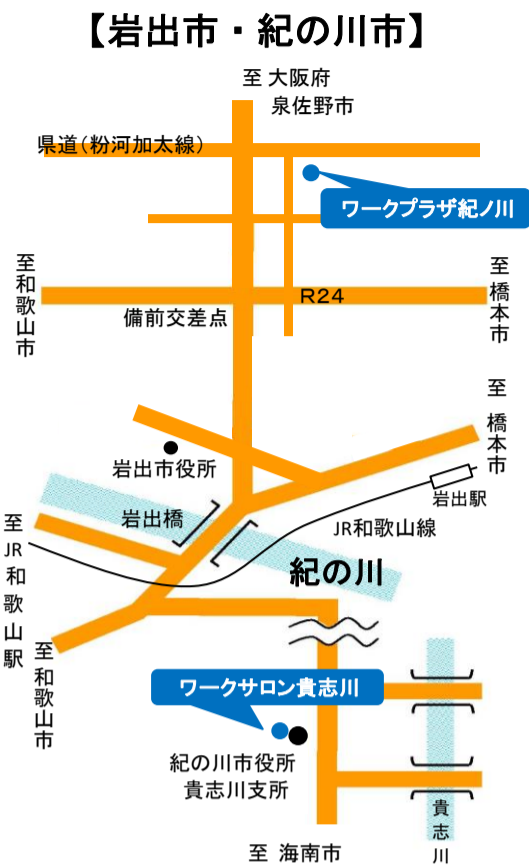 【岩出市・紀の川市】
至 大阪府
泉佐野市
県道(粉河加太線)
ワークプラザ紀ノ川
至和歌山市
至橋本市
R24
備前交差点
至橋本市
岩出市役所
岩出駅
岩出橋
JR和歌山線
至JR和歌山駅
紀の川
至和歌山市
ワークサロン貴志川
紀の川市役所
貴志川支所
貴志川
至 海南市